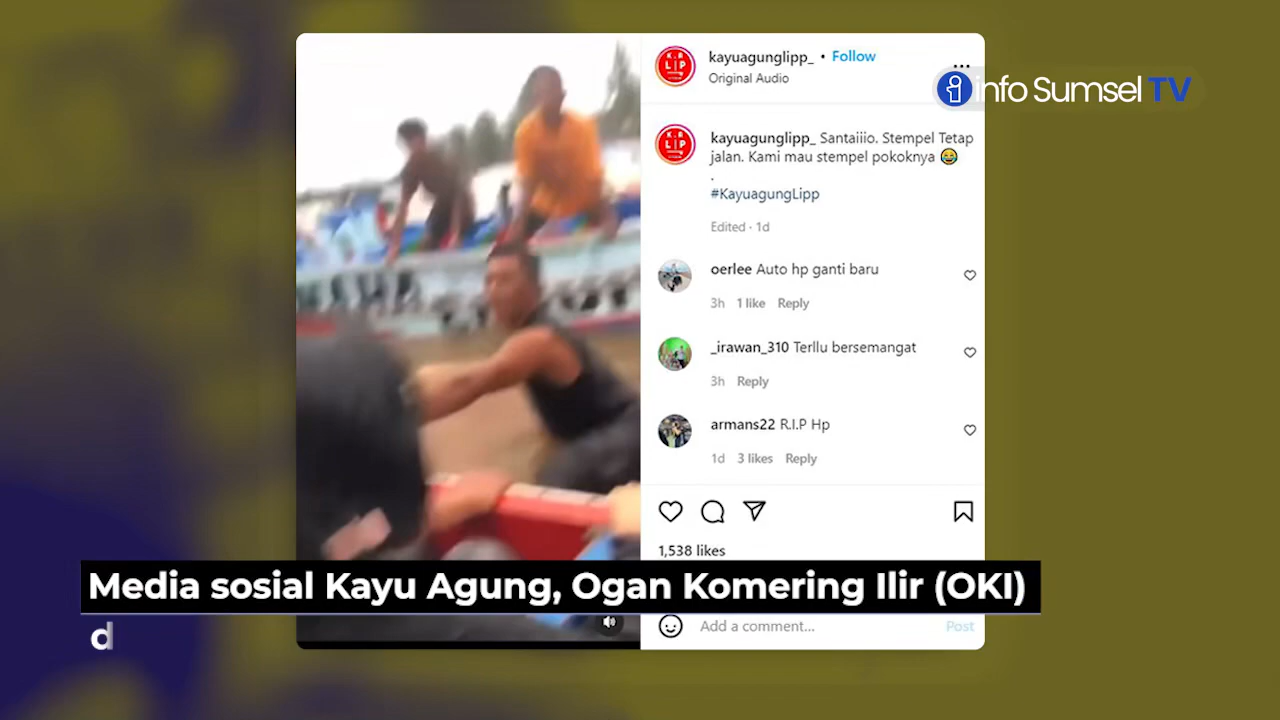 kayuagunglipp_ • Follow
Original Audio
info Sumsel TV
kayuagunglipp_ Santaiiio. Stempel Tetap
jalan. Kami mau stempel pokoknya 😂
.
#KayuagungLipp
Edited · 1d
oerlee Auto hp ganti baru
3h 1 like Reply
_irawan_310 Terllu bersemangat
3h Reply
armans22 R.I.P Hp
1d 3 likes Reply
1,538 likes
Media sosial Kayu Agung, Ogan Komering Ilir (OKI)
d
Add a comment... Post